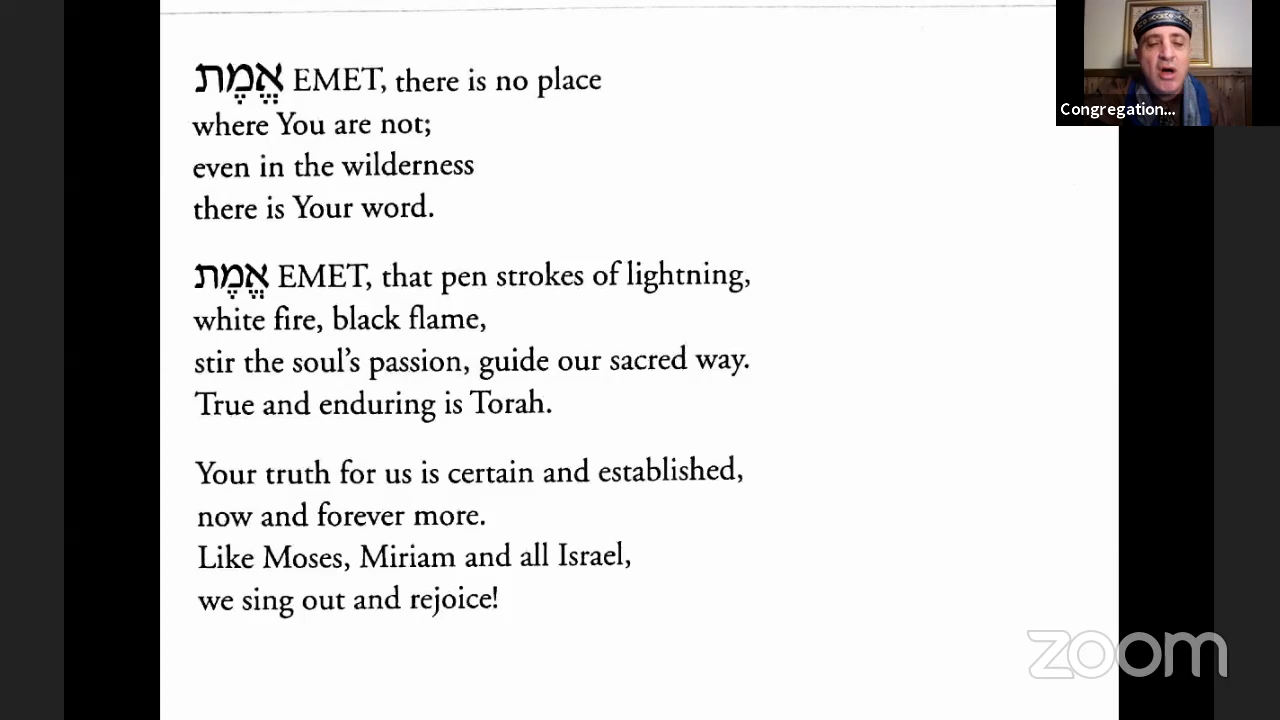 אֱמֶת EMET, there is no place
where You are not;
even in the wilderness
there is Your word.
אֱמֶת EMET, that pen strokes of lightning,
white fire, black flame,
stir the soul's passion, guide our sacred way.
True and enduring is Torah.
Your truth for us is certain and established,
now and forever more.
Like Moses, Miriam and all Israel,
we sing out and rejoice!
Congregation...
zoom